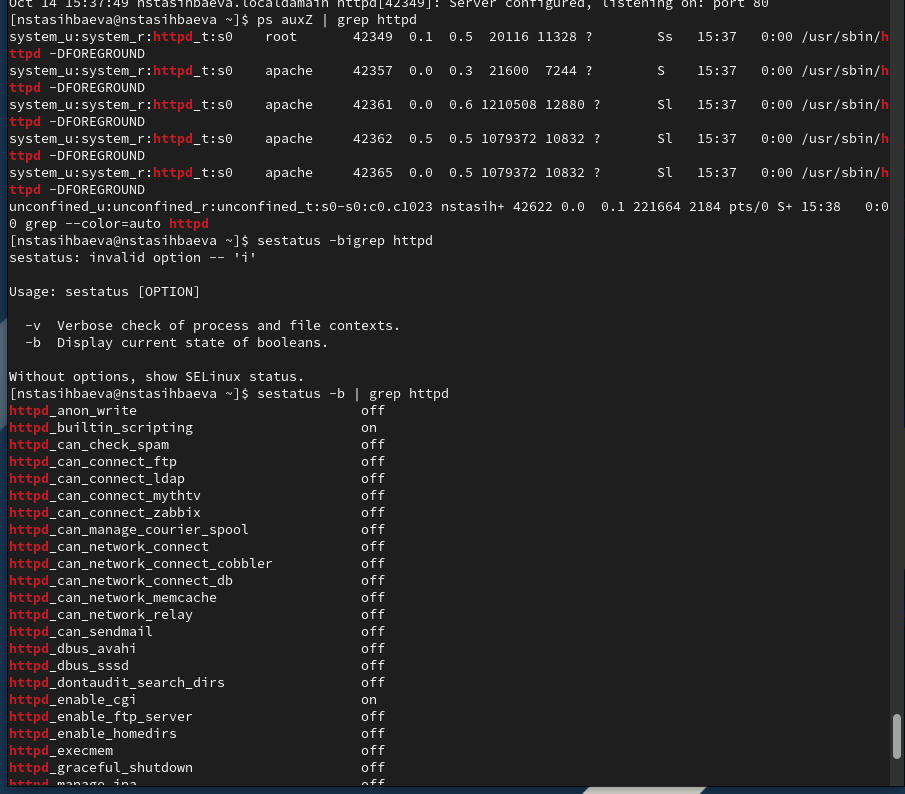 Oct 14 15:37:49 nstasihbaeva.localdamain httpd[42349]: Server configured, listening on: port 80
[nstasihbaeva@nstasihbaeva ~]$ ps auxZ | grep httpd
system_u:system_r:httpd_t:s0    root       42349  0.1  0.5  20116 11328 ?        Ss   15:37   0:00 /usr/sbin/h
ttpd -DFOREGROUND
system_u:system_r:httpd_t:s0    apache     42357  0.0  0.3  21600  7244 ?        S    15:37   0:00 /usr/sbin/h
ttpd -DFOREGROUND
system_u:system_r:httpd_t:s0    apache     42361  0.0  0.6 1210508 12880 ?       Sl   15:37   0:00 /usr/sbin/h
ttpd -DFOREGROUND
system_u:system_r:httpd_t:s0    apache     42362  0.5  0.5 1079372 10832 ?       Sl   15:37   0:00 /usr/sbin/h
ttpd -DFOREGROUND
system_u:system_r:httpd_t:s0    apache     42365  0.0  0.5 1079372 10832 ?       Sl   15:37   0:00 /usr/sbin/h
ttpd -DFOREGROUND
unconfined_u:unconfined_r:unconfined_t:s0-s0:c0.c1023 nstasih+ 42622 0.0  0.1 221664 2184 pts/0 S+ 15:38   0:0
0 grep --color=auto httpd
[nstasihbaeva@nstasihbaeva ~]$ sestatus -bigrep httpd
sestatus: invalid option -- 'i'
Usage: sestatus [OPTION]
  -v  Verbose check of process and file contexts.
  -b  Display current state of booleans.
Without options, show SELinux status.
[nstasihbaeva@nstasihbaeva ~]$ sestatus -b | grep httpd
httpd_anon_write                            off
httpd_builtin_scripting                     on
httpd_can_check_spam                        off
httpd_can_connect_ftp                       off
httpd_can_connect_ldap                      off
httpd_can_connect_mythtv                    off
httpd_can_connect_zabbix                    off
httpd_can_manage_courier_spool              off
httpd_can_network_connect                   off
httpd_can_network_connect_cobbler           off
httpd_can_network_connect_db                off
httpd_can_network_memcache                  off
httpd_can_network_relay                     off
httpd_can_sendmail                          off
httpd_dbus_avahi                            off
httpd_dbus_sssd                             off
httpd_dontaudit_search_dirs                 off
httpd_enable_cgi                            on
httpd_enable_ftp_server                     off
httpd_enable_homedirs                       off
httpd_execmem                               off
httpd_graceful_shutdown                     off
httpd_manage_ipa                            off